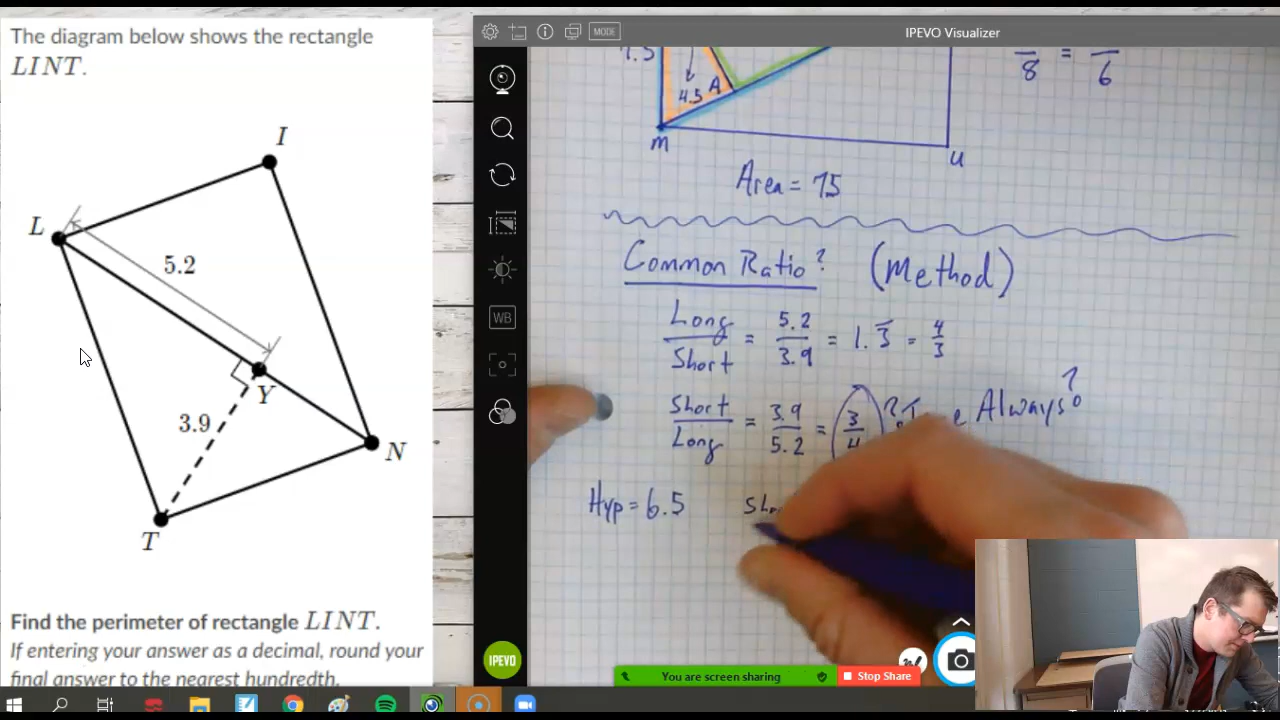 The diagram below shows the rectangle
LINT.
I
L
5.2
Y
3.9
N
T
Find the perimeter of rectangle LINT.
If entering your answer as a decimal, round your
final answer to the nearest hundredth.
MODE
IPEVO Visualizer
WB
IPEVO
A
4.5
m
u
8 = 6
Area = 75
Common Ratio? (Method)
Long / Short = 5.2 / 3.9 = 1.3̅ = 4/3
Short / Long = 3.9 / 5.2 = 3/4 Always?
Hyp = 6.5
You are screen sharing
Stop Share